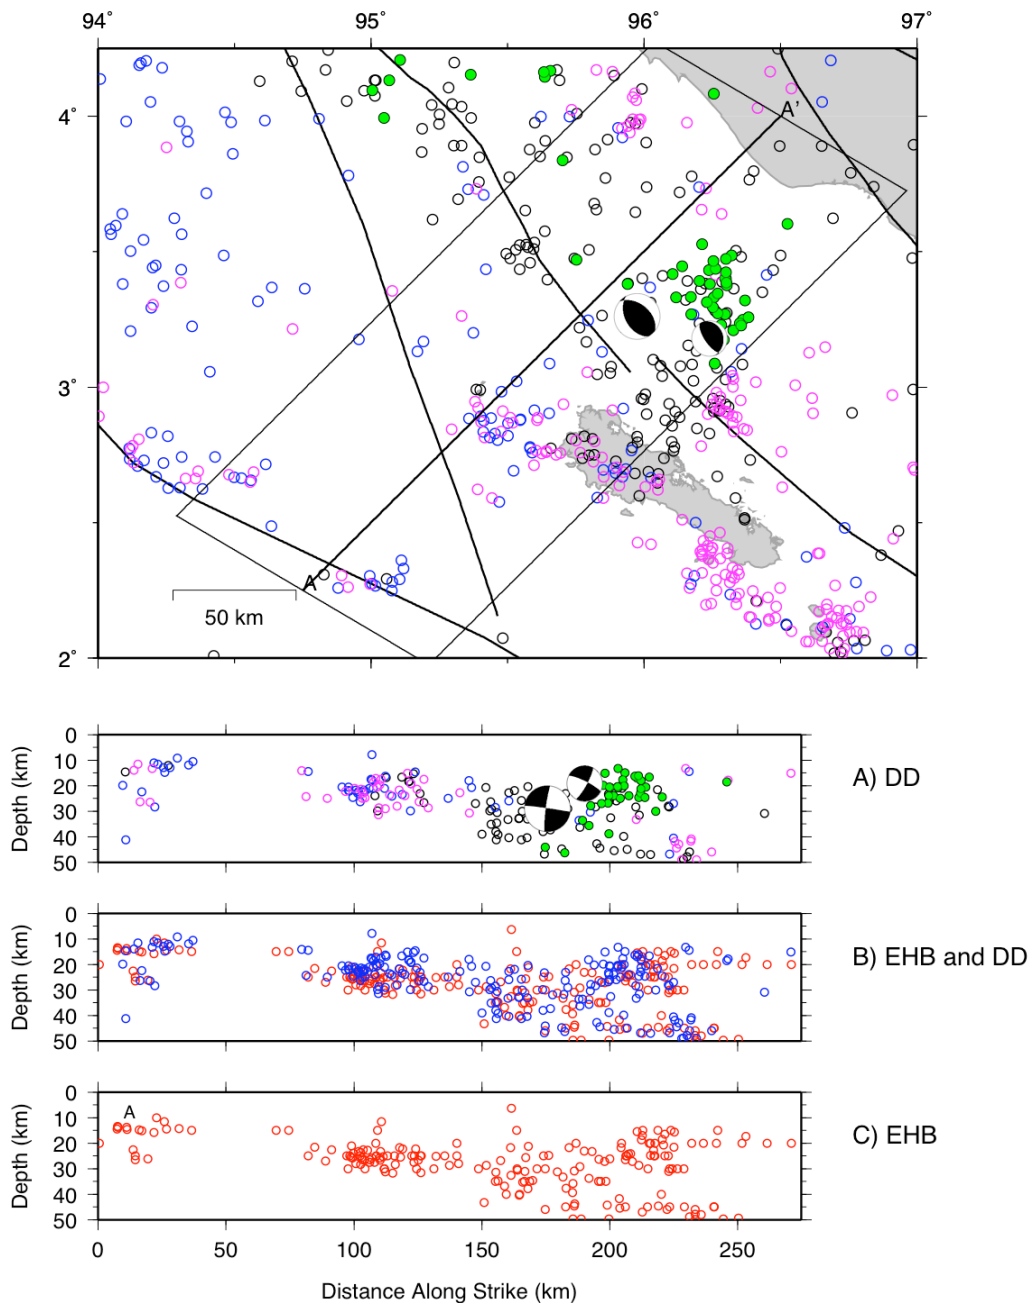 94° 95° 96° 97°
4°
A'
3°
A
50 km
2°
0
10
20
30
40
50
Depth (km)
A) DD
0
10
20
30
40
50
Depth (km)
B) EHB and DD
0
10
20
30
40
50
Depth (km)
A
C) EHB
0 50 100 150 200 250
Distance Along Strike (km)